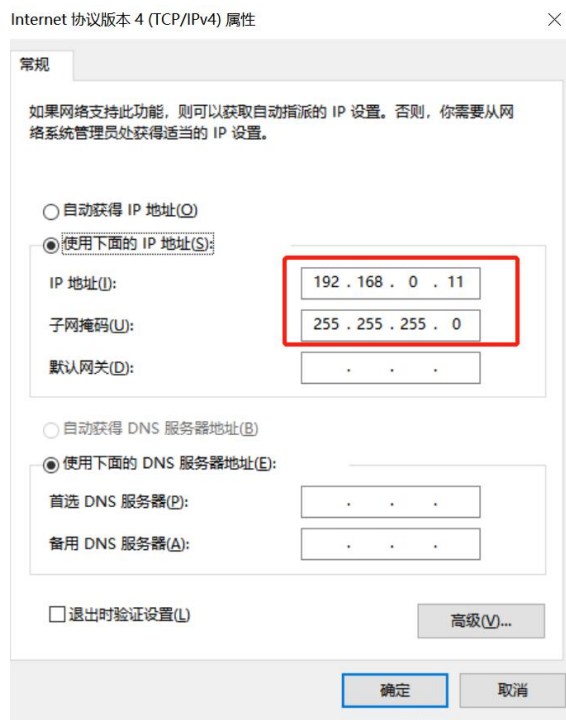 Internet 协议版本 4 (TCP/IPv4) 属性
常规
如果网络支持此功能，则可以获取自动指派的 IP 设置。否则，你需要从网
络系统管理员处获得适当的 IP 设置。
自动获得 IP 地址(O)
使用下面的 IP 地址(S):
IP 地址(I): 192 . 168 . 0 . 11
子网掩码(U): 255 . 255 . 255 . 0
默认网关(D): . . .
自动获得 DNS 服务器地址(B)
使用下面的 DNS 服务器地址(E):
首选 DNS 服务器(P): . . .
备用 DNS 服务器(A): . . .
退出时验证设置(L)
高级(V)...
确定 取消